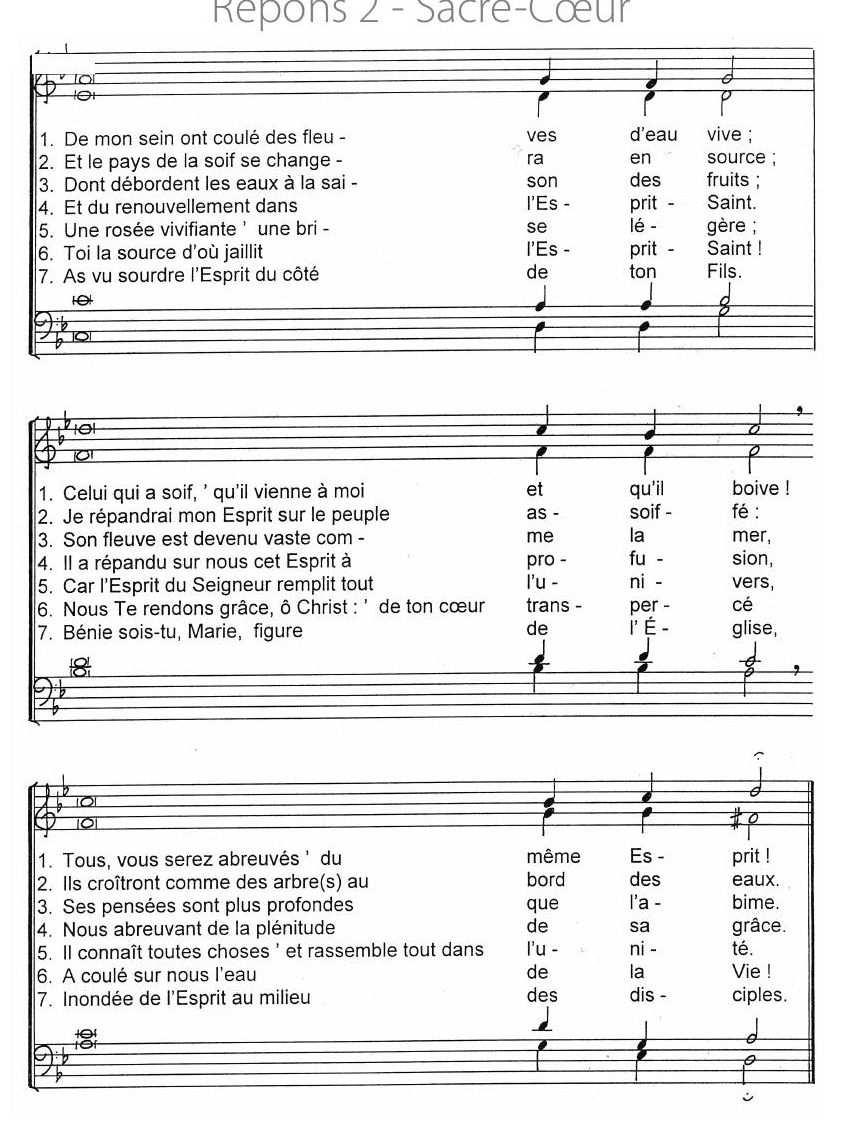 Répons 2 - Sacré-Cœur
1. De mon sein ont coulé des fleu - ves d'eau vive ;
2. Et le pays de la soif se change - ra en source ;
3. Dont débordent les eaux à la sai - son des fruits ;
4. Et du renouvellement dans l'Es - prit - Saint.
5. Une rosée vivifiante ' une bri - se lé - gère ;
6. Toi la source d'où jaillit l'Es - prit - Saint !
7. As vu sourdre l'Esprit du côté de ton Fils.
1. Celui qui a soif, ' qu'il vienne à moi et qu'il boive !
2. Je répandrai mon Esprit sur le peuple as - soif - fé :
3. Son fleuve est devenu vaste com - me la mer,
4. Il a répandu sur nous cet Esprit à pro - fu - sion,
5. Car l'Esprit du Seigneur remplit tout l'u - ni - vers,
6. Nous Te rendons grâce, ô Christ : ' de ton cœur trans - per - cé
7. Bénie sois-tu, Marie, figure de l' É - glise,
1. Tous, vous serez abreuvés ' du même Es - prit !
2. Ils croîtront comme des arbre(s) au bord des eaux.
3. Ses pensées sont plus profondes que l'a - bime.
4. Nous abreuvant de la plénitude de sa grâce.
5. Il connaît toutes choses ' et rassemble tout dans l'u - ni - té.
6. A coulé sur nous l'eau de la Vie !
7. Inondée de l'Esprit au milieu des dis - ciples.